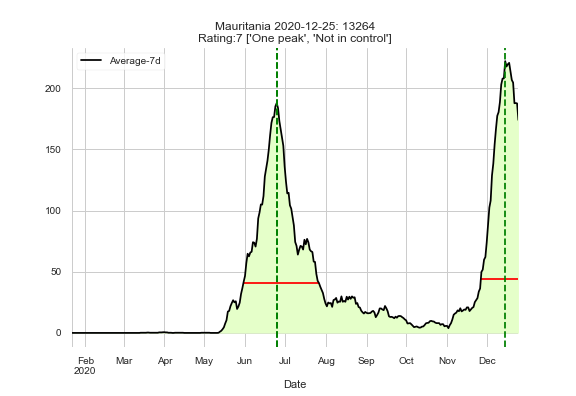 Mauritania 2020-12-25: 13264
Rating:7 ['One peak', 'Not in control']
Average-7d
200
150
100
50
0
Feb Mar Apr May Jun Jul Aug Sep Oct Nov Dec
2020
Date